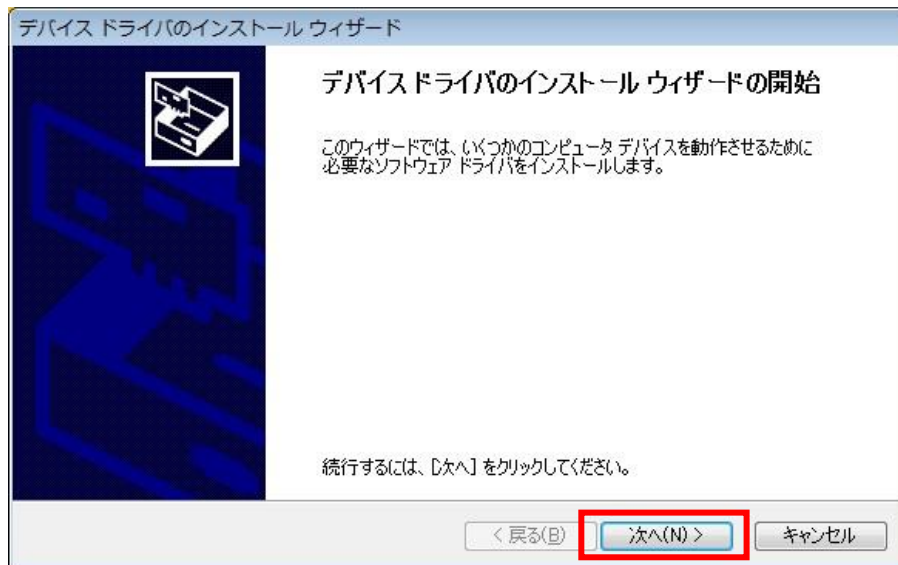 デバイス ドライバのインストール ウィザード
デバイス ドライバのインストール ウィザードの開始
このウィザードでは、いくつかのコンピュータ デバイスを動作させるために
必要なソフトウェア ドライバをインストールします。
続行するには、[次へ] をクリックしてください。
< 戻る(B)
次へ(N) >
キャンセル